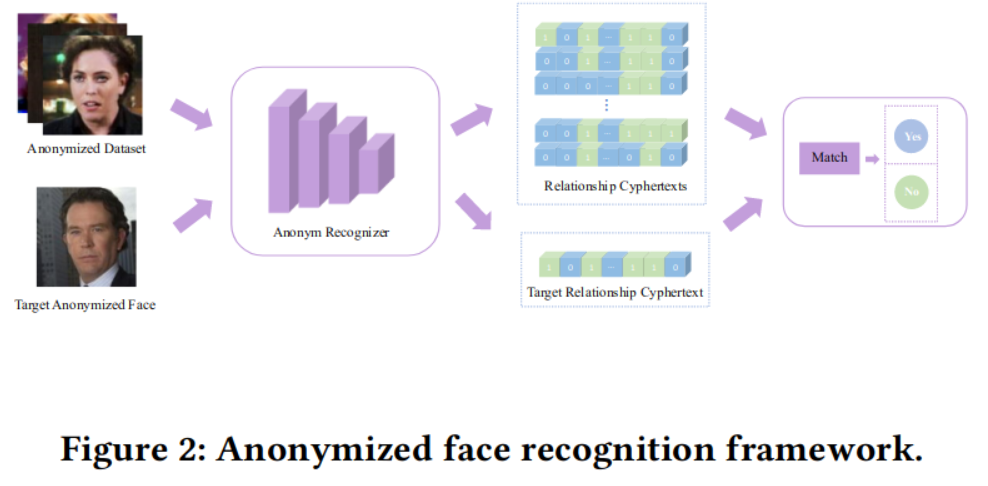 1 0 1 ... 1 1 0
0 0 1 ... 1 1 0
0 0 0 ... 1 1 0
0 0 1 ... 1 1 1
0 0 1 ... 0 1 0
Relationship Cyphertexts
Anonymized Dataset
Anonym Recognizer
Match
Yes
No
Target Anonymized Face
1 0 1 ... 1 1 0
Target Relationship Cyphertext
Figure 2: Anonymized face recognition framework.